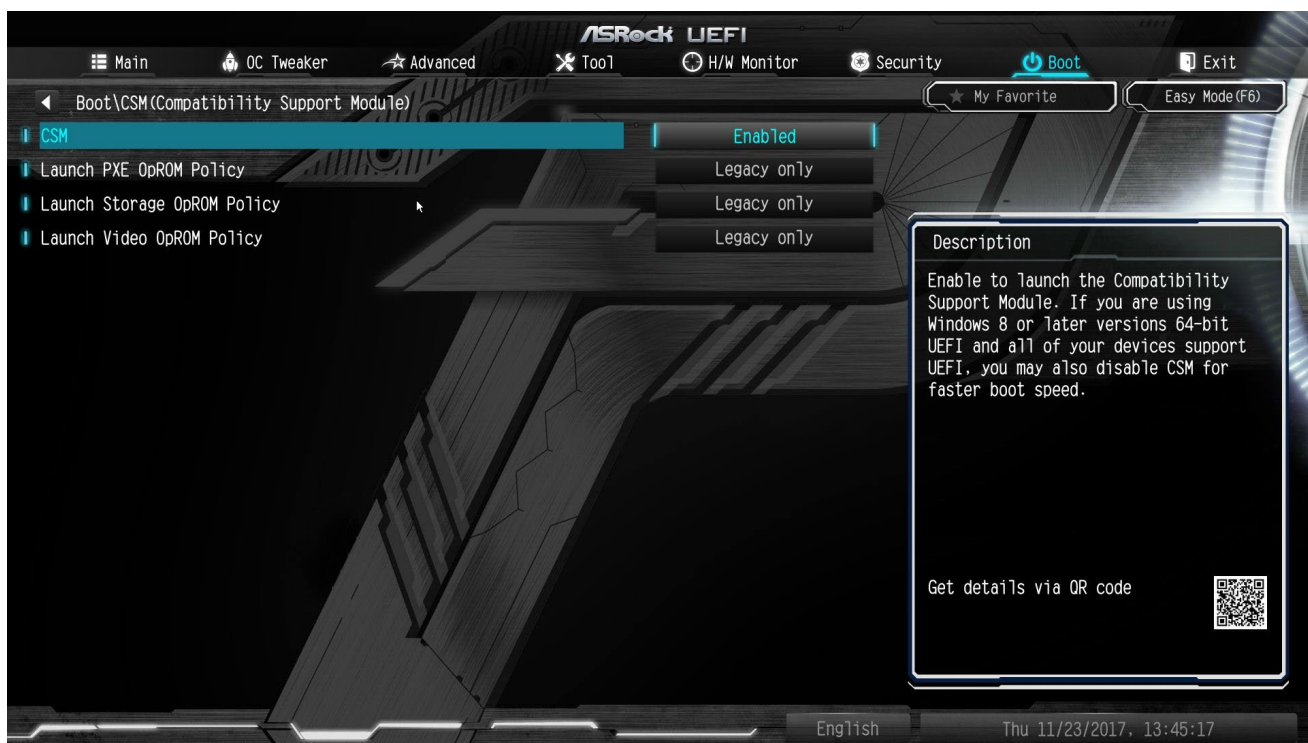 ASRock UEFI
Main
OC Tweaker
Advanced
Tool
H/W Monitor
Security
Boot
Exit
Boot\CSM(Compatibility Support Module)
My Favorite
Easy Mode(F6)
CSM
Enabled
Launch PXE OpROM Policy
Legacy only
Launch Storage OpROM Policy
Legacy only
Launch Video OpROM Policy
Legacy only
Description
Enable to launch the Compatibility
Support Module. If you are using
Windows 8 or later versions 64-bit
UEFI and all of your devices support
UEFI, you may also disable CSM for
faster boot speed.
Get details via QR code
English
Thu 11/23/2017, 13:45:17